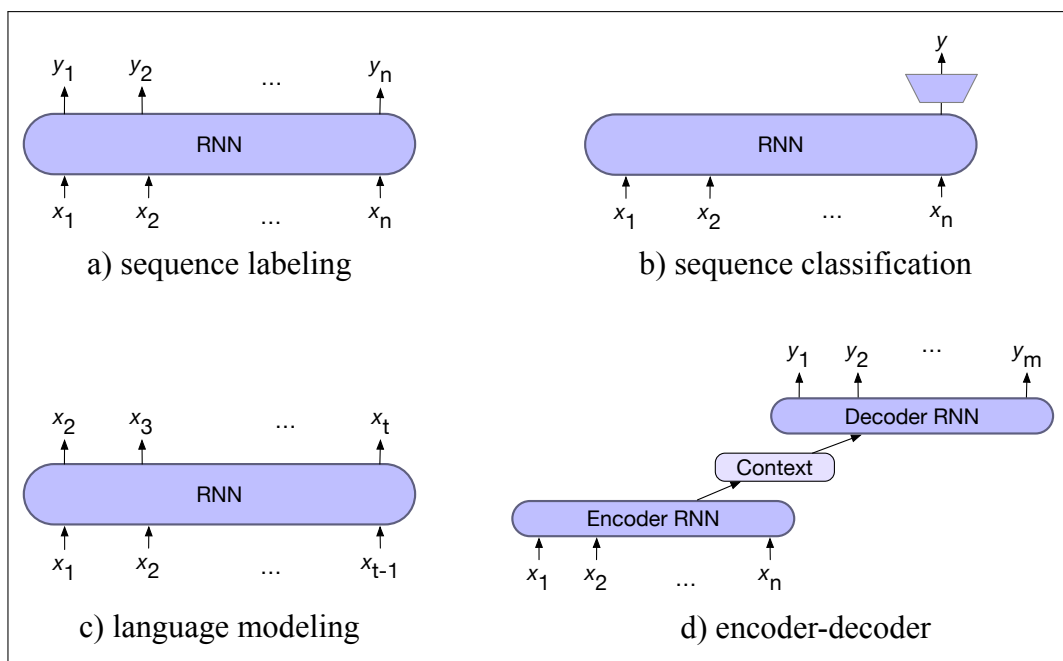 y1 y2 ... yn
RNN
x1 x2 ... xn
a) sequence labeling
y
RNN
x1 x2 ... xn
b) sequence classification
x2 x3 ... xt
RNN
x1 x2 ... xt-1
c) language modeling
y1 y2 ... ym
Decoder RNN
Context
Encoder RNN
x1 x2 ... xn
d) encoder-decoder